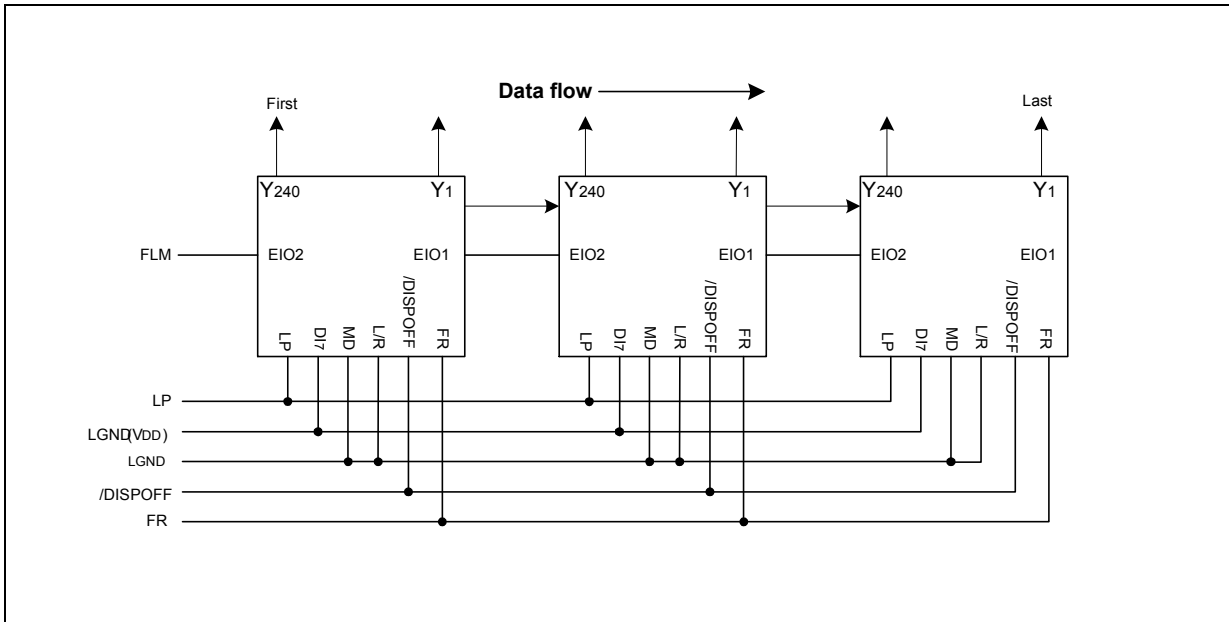 Data flow
First
Last
Y240 Y1 Y240 Y1 Y240 Y1
FLM EIO2 EIO1 EIO2 EIO1 EIO2 EIO1
LP DI7 MD L/R /DISPOFF FR LP DI7 MD L/R /DISPOFF FR LP DI7 MD L/R /DISPOFF FR
LP
LGND(VDD)
LGND
/DISPOFF
FR